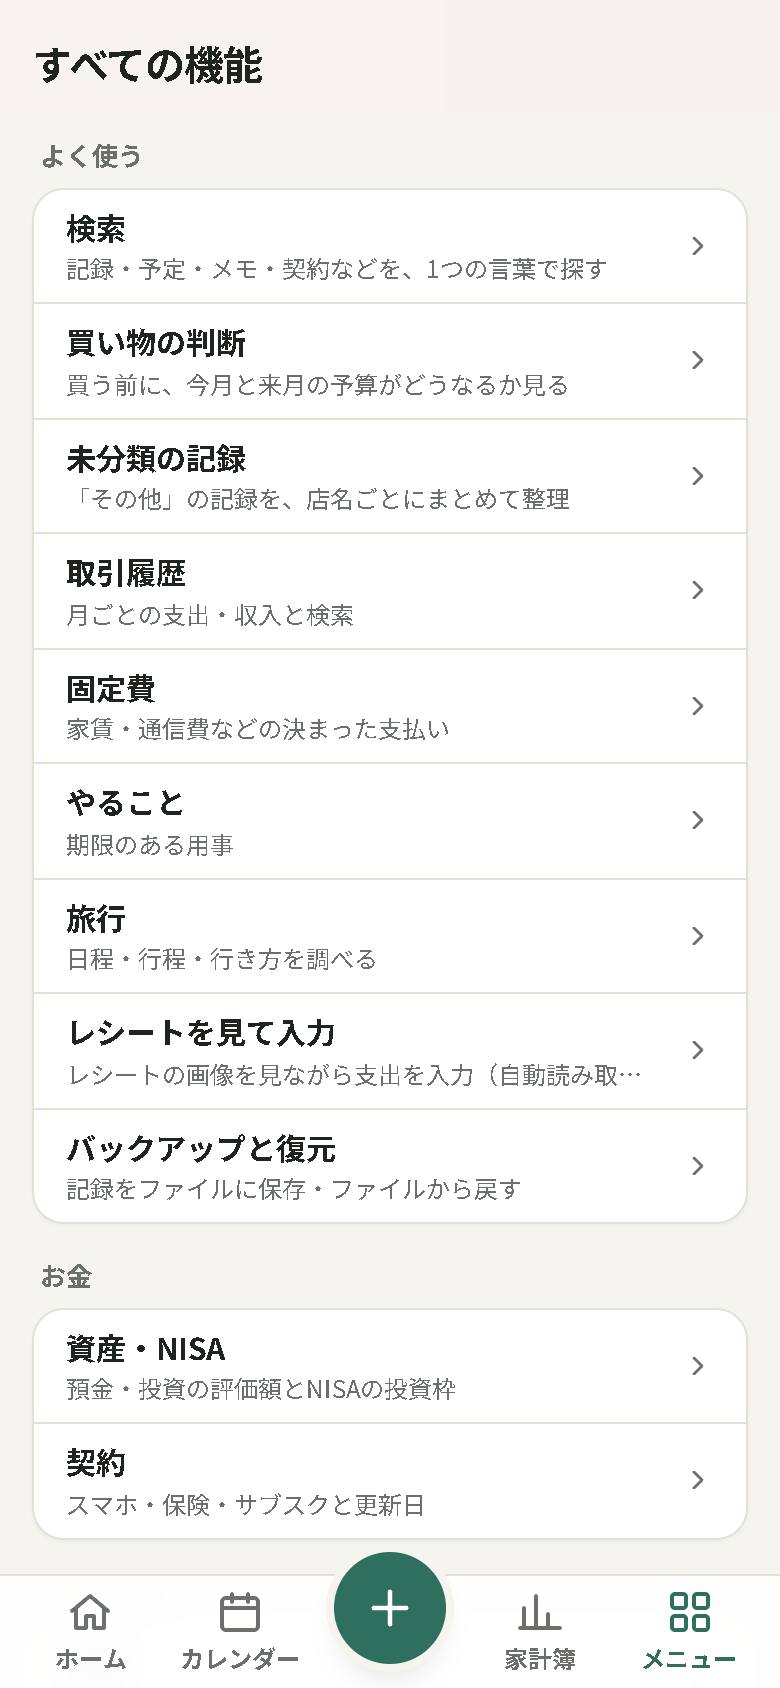 すべての機能
よく使う
検索
記録・予定・メモ・契約などを、1つの言葉で探す
買い物の判断
買う前に、今月と来月の予算がどうなるか見る
未分類の記録
「その他」の記録を、店名ごとにまとめて整理
取引履歴
月ごとの支出・収入と検索
固定費
家賃・通信費などの決まった支払い
やること
期限のある用事
旅行
日程・行程・行き方を調べる
レシートを見て入力
レシートの画像を見ながら支出を入力（自動読み取…
バックアップと復元
記録をファイルに保存・ファイルから戻す
お金
資産・NISA
預金・投資の評価額とNISAの投資枠
契約
スマホ・保険・サブスクと更新日
ホーム
カレンダー
家計簿
メニュー